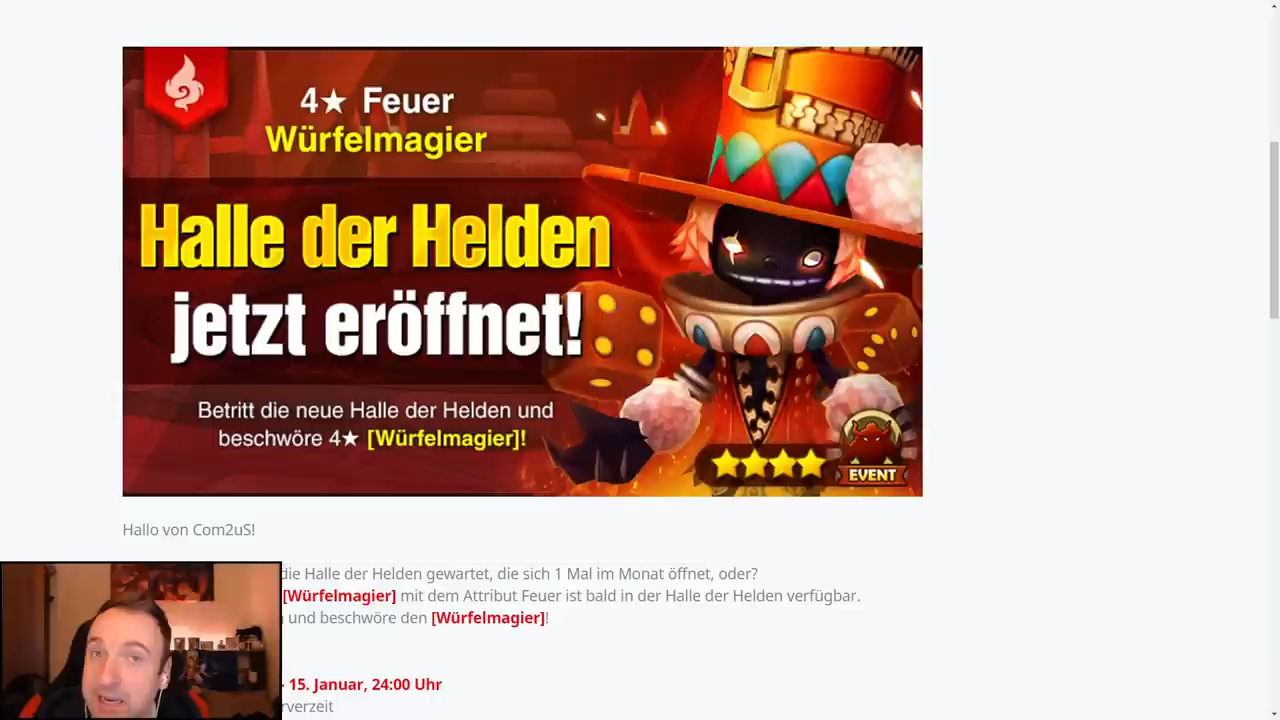 4★ Feuer
Würfelmagier
Halle der Helden
jetzt eröffnet!
Betritt die neue Halle der Helden und
beschwöre 4★ [Würfelmagier]!
EVENT
Hallo von Com2uS!
die Halle der Helden gewartet, die sich 1 Mal im Monat öffnet, oder?
[Würfelmagier] mit dem Attribut Feuer ist bald in der Halle der Helden verfügbar.
und beschwöre den [Würfelmagier]!
- 15. Januar, 24:00 Uhr
rverzeit